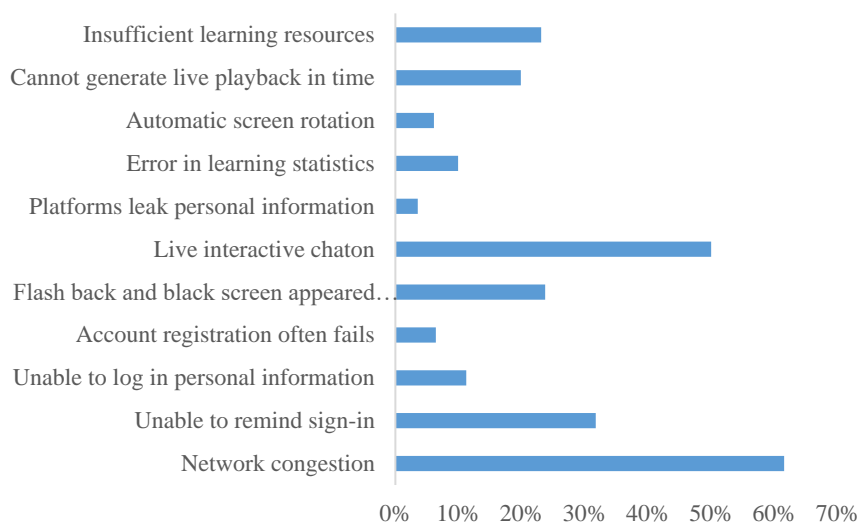 Insufficient learning resources
Cannot generate live playback in time
Automatic screen rotation
Error in learning statistics
Platforms leak personal information
Live interactive chaton
Flash back and black screen appeared…
Account registration often fails
Unable to log in personal information
Unable to remind sign-in
Network congestion
0% 10% 20% 30% 40% 50% 60% 70%